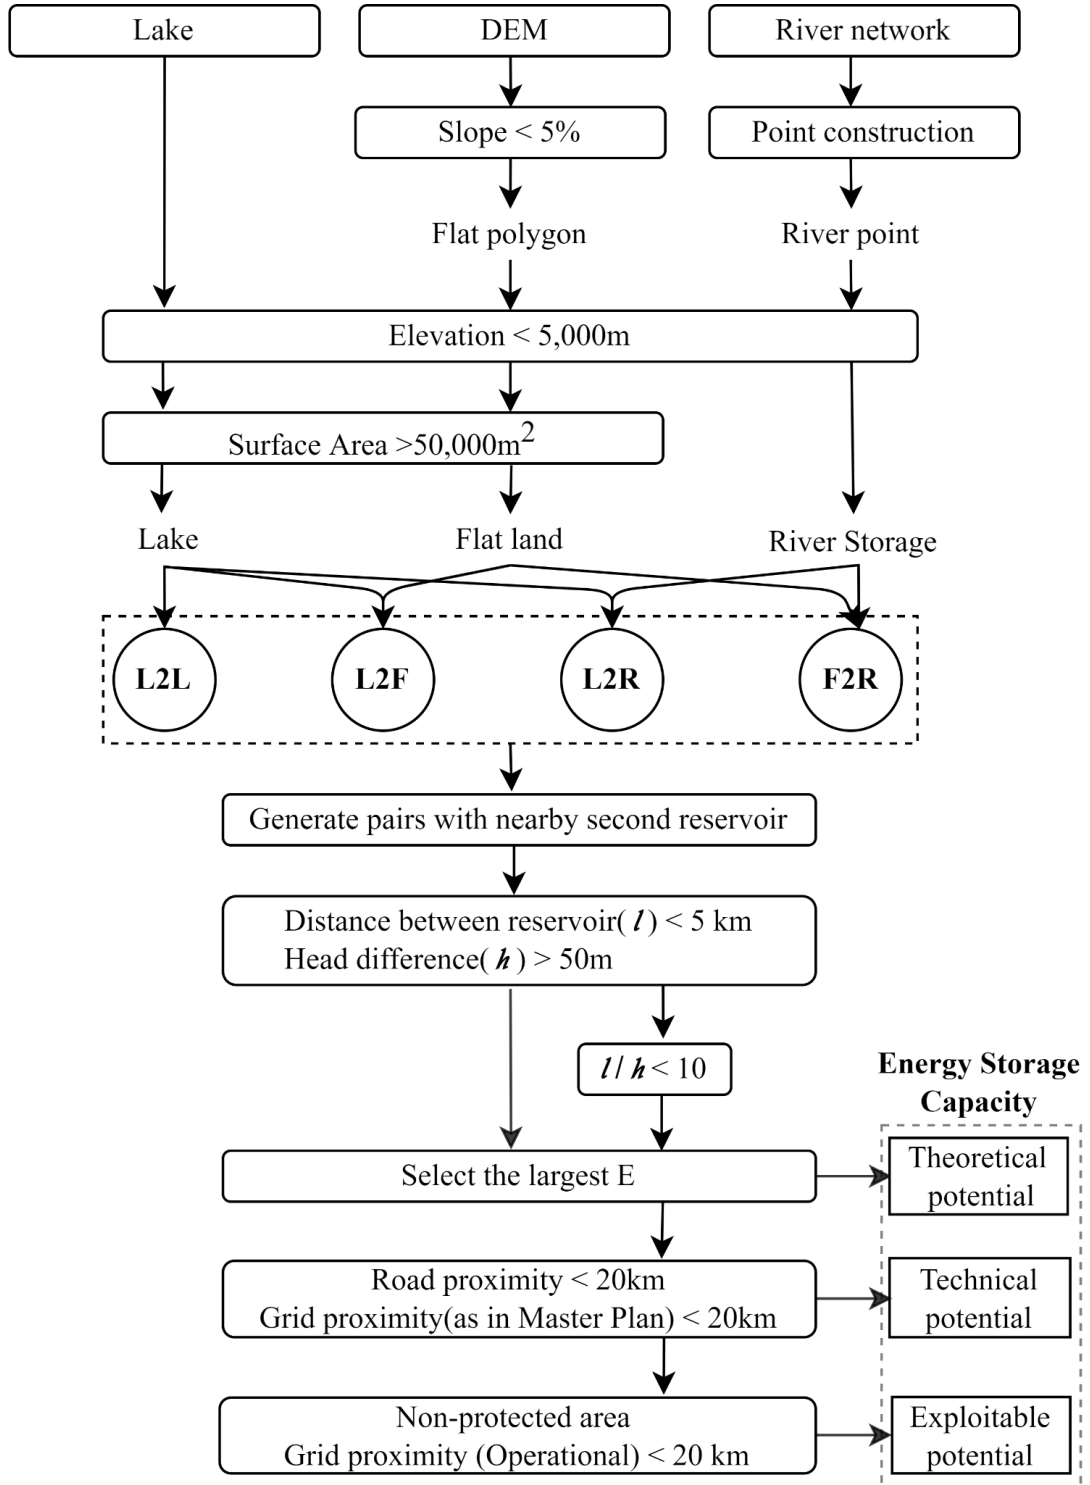 Lake
DEM
River network
Slope < 5%
Point construction
Flat polygon
River point
Elevation < 5,000m
Surface Area >50,000m²
Lake
Flat land
River Storage
L2L
L2F
L2R
F2R
Generate pairs with nearby second reservoir
Distance between reservoir( l ) < 5 km
Head difference( h ) > 50m
l / h < 10
Energy Storage
Capacity
Select the largest E
Theoretical
potential
Road proximity < 20km
Grid proximity(as in Master Plan) < 20km
Technical
potential
Non-protected area
Grid proximity (Operational) < 20 km
Exploitable
potential